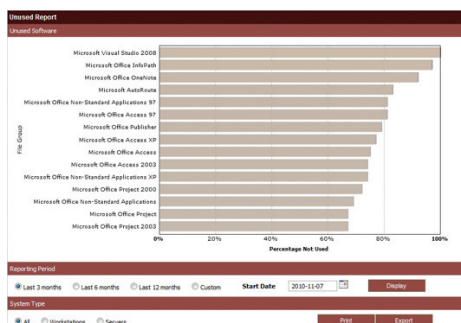 Unused Report
Unused Software
Microsoft Visual Studio 2008
Microsoft Office InfoPath
Microsoft Office OneNote
Microsoft AutoRoute
Microsoft Office Non-Standard Applications 97
Microsoft Office Access 97
Microsoft Office Publisher
Microsoft Office Access XP
Microsoft Office Access
Microsoft Office Access 2003
Microsoft Office Non-Standard Applications XP
Microsoft Office Project 2000
Microsoft Office Non-Standard Applications
Microsoft Office Project
Microsoft Office Project 2003
File Group
0% 20% 40% 60% 80% 100%
Percentage Not Used
Reporting Period
Last 3 months Last 6 months Last 12 months Custom Start Date 2010-11-07 Display
System Type
All Workstations Servers Print Export